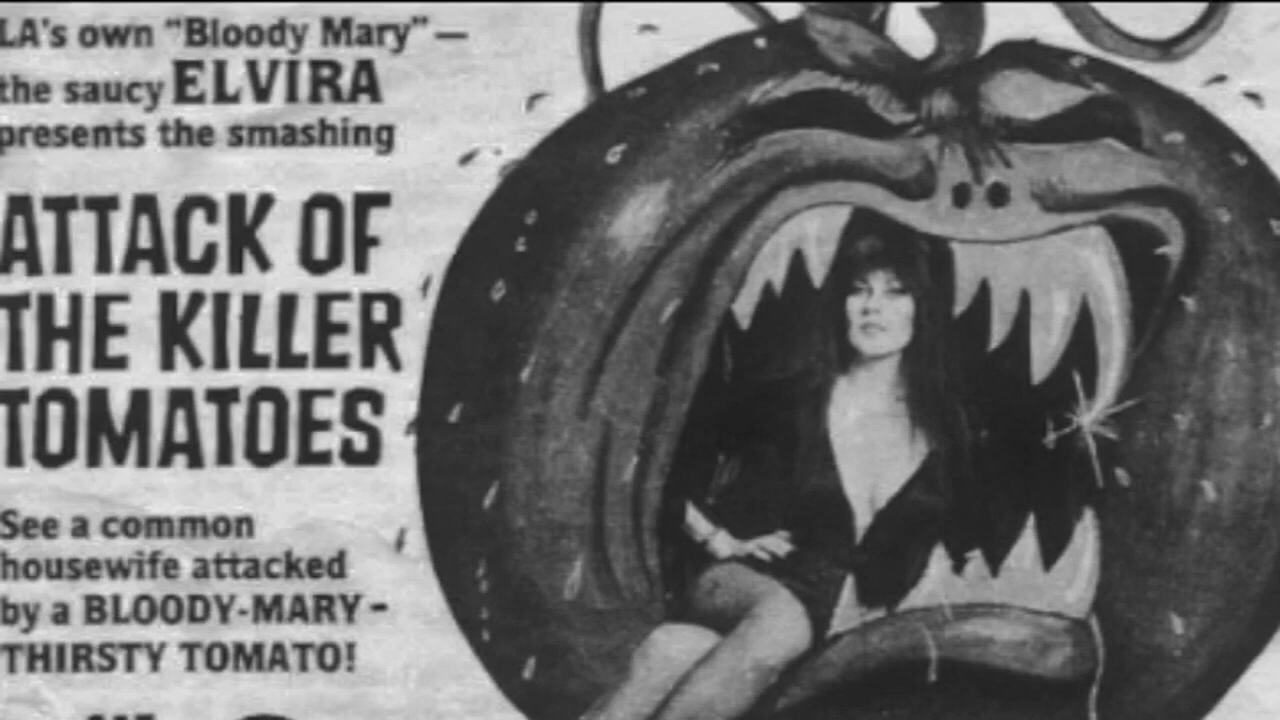 LA's own “Bloody Mary”—
the saucy ELVIRA
presents the smashing
ATTACK OF
THE KILLER
TOMATOES
See a common
housewife attacked
by a BLOODY-MARY-
THIRSTY TOMATO!